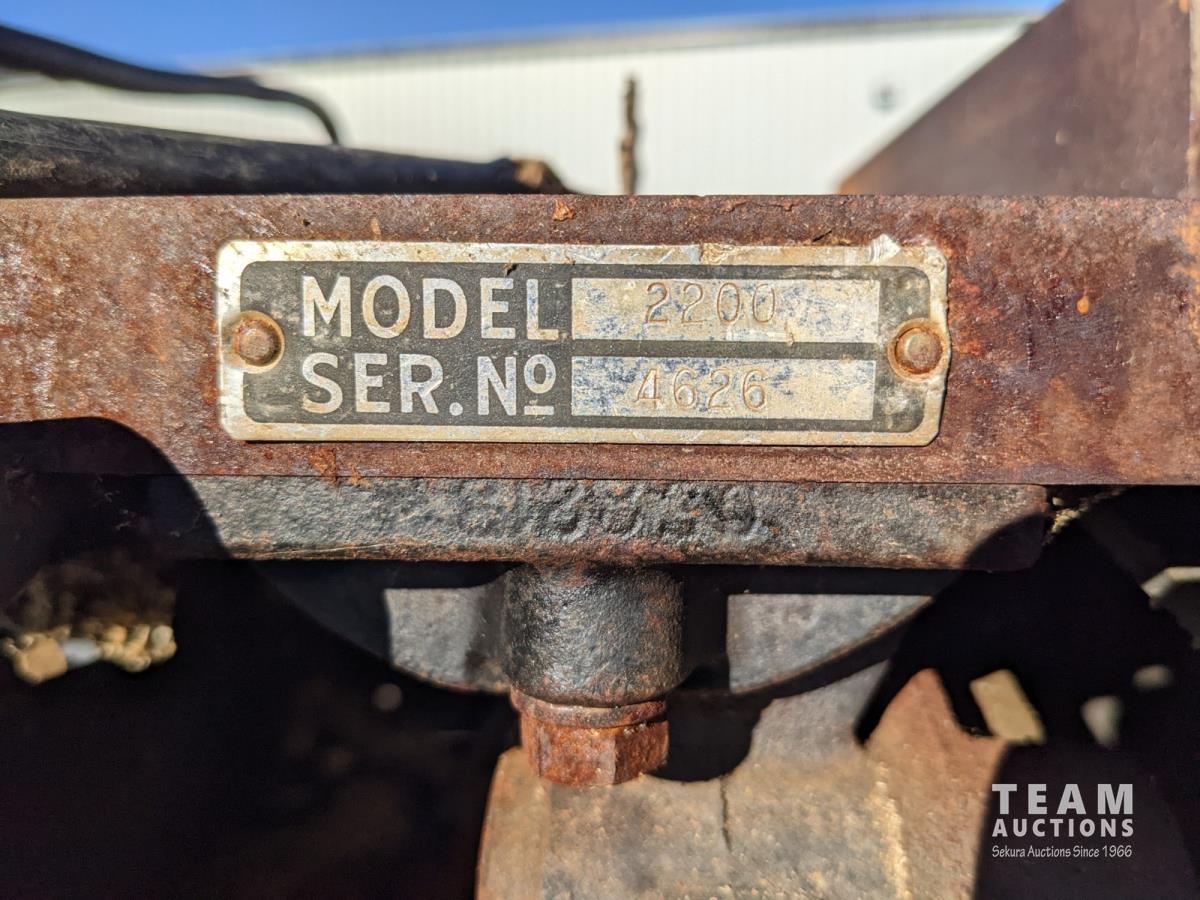 MODEL 2200
SER. Nº 4626
TEAM
AUCTIONS
Sekura Auctions Since 1966